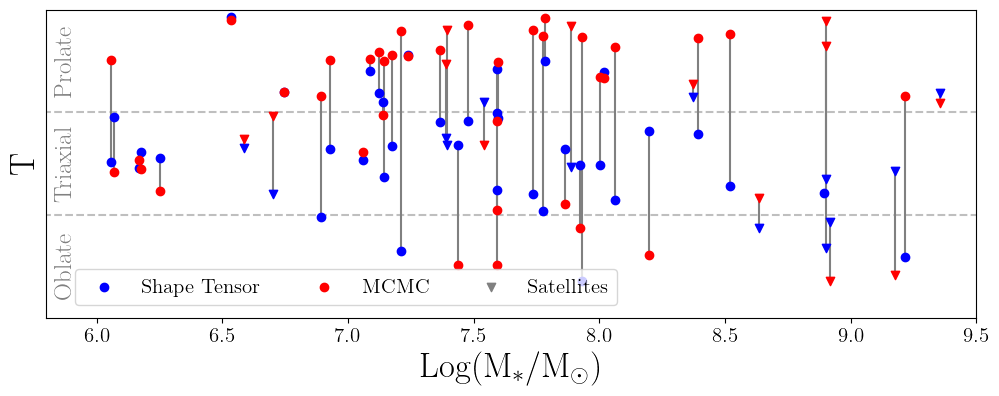 Prolate
Triaxial
Oblate
T
Shape Tensor
MCMC
Satellites
6.0 6.5 7.0 7.5 8.0 8.5 9.0 9.5
Log(M*/M⊙)